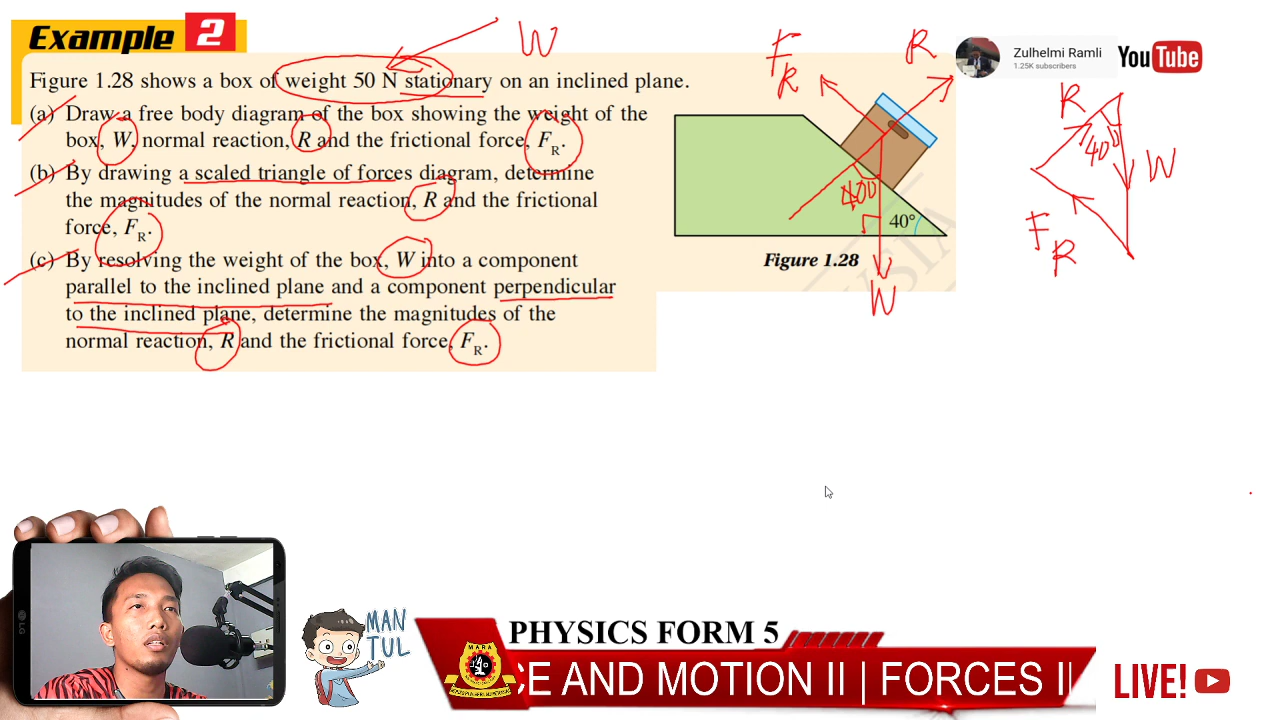 Example 2
W
Figure 1.28 shows a box of weight 50 N stationary on an inclined plane.
(a) Draw a free body diagram of the box showing the weight of the
box, W, normal reaction, R and the frictional force, FR.
(b) By drawing a scaled triangle of forces diagram, determine
the magnitudes of the normal reaction, R and the frictional
force, FR.
(c) By resolving the weight of the box, W into a component
parallel to the inclined plane and a component perpendicular
to the inclined plane, determine the magnitudes of the
normal reaction, R and the frictional force, FR.
FR
R
40°
40°
W
Figure 1.28
Zulhelmi Ramli
1.25K subscribers
YouTube
R
40°
W
FR
LG
MAN
TUL
MARA
PHYSICS FORM 5
CE AND MOTION II | FORCES I
LIVE!